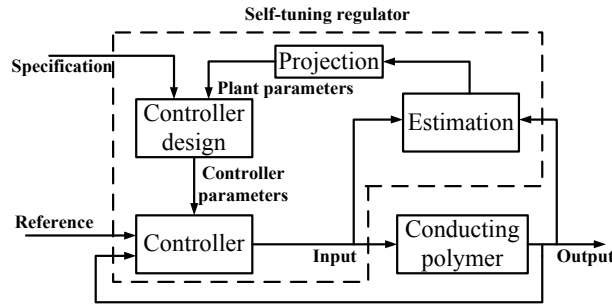 Self-tuning regulator
Specification
Projection
Plant parameters
Controller
design
Estimation
Controller
parameters
Reference
Controller
Input
Conducting
polymer
Output